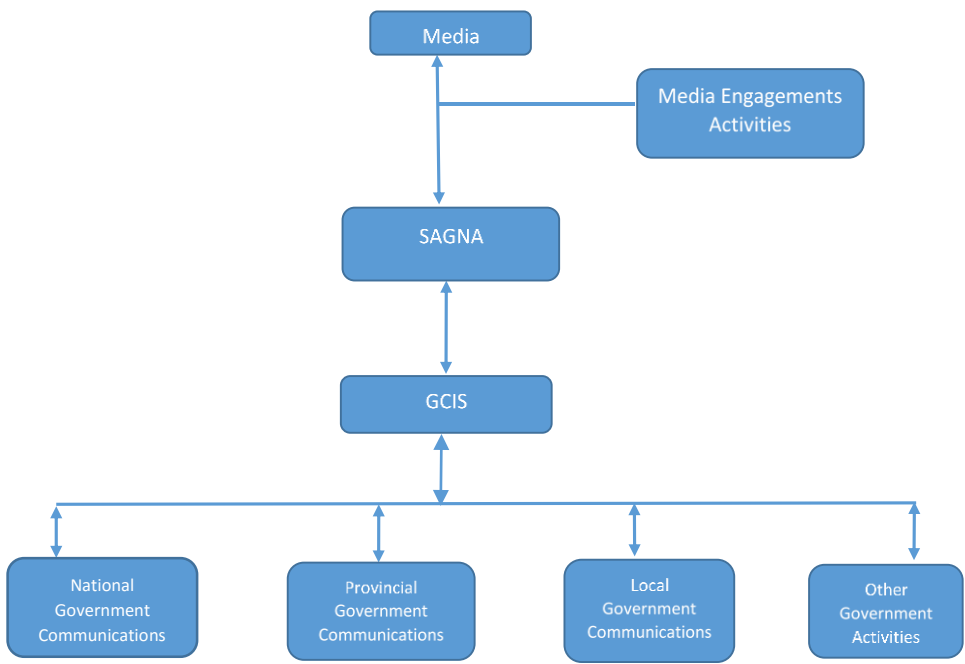 Media
Media Engagements
Activities
SAGNA
GCIS
National
Government
Communications
Provincial
Government
Communications
Local
Government
Communications
Other
Government
Activities